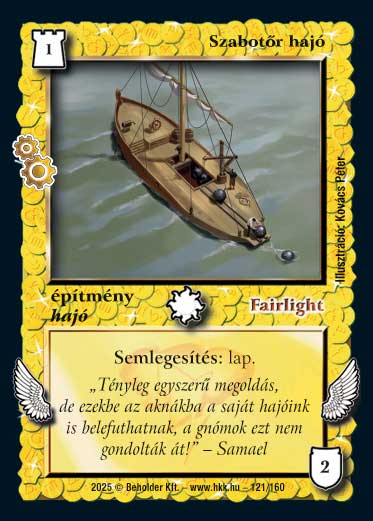 1
Szabotőr hajó
Illusztráció: Kovács Péter
építmény
hajó
Fairlight
Semlegesítés: lap.
„Tényleg egyszerű megoldás,
de ezekbe az aknákba a saját hajóink
is belefuthatnak, a gnómok ezt nem
gondolták át!” – Samael
2
2025 © Beholder Kft. – www.hkk.hu – 121/160